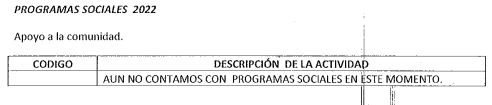 PROGRAMAS SOCIALES 2022
Apoyo a la comunidad.
CODIGO DESCRIPCIÓN DE LA ACTIVIDAD
AUN NO CONTAMOS CON PROGRAMAS SOCIALES EN ESTE MOMENTO.